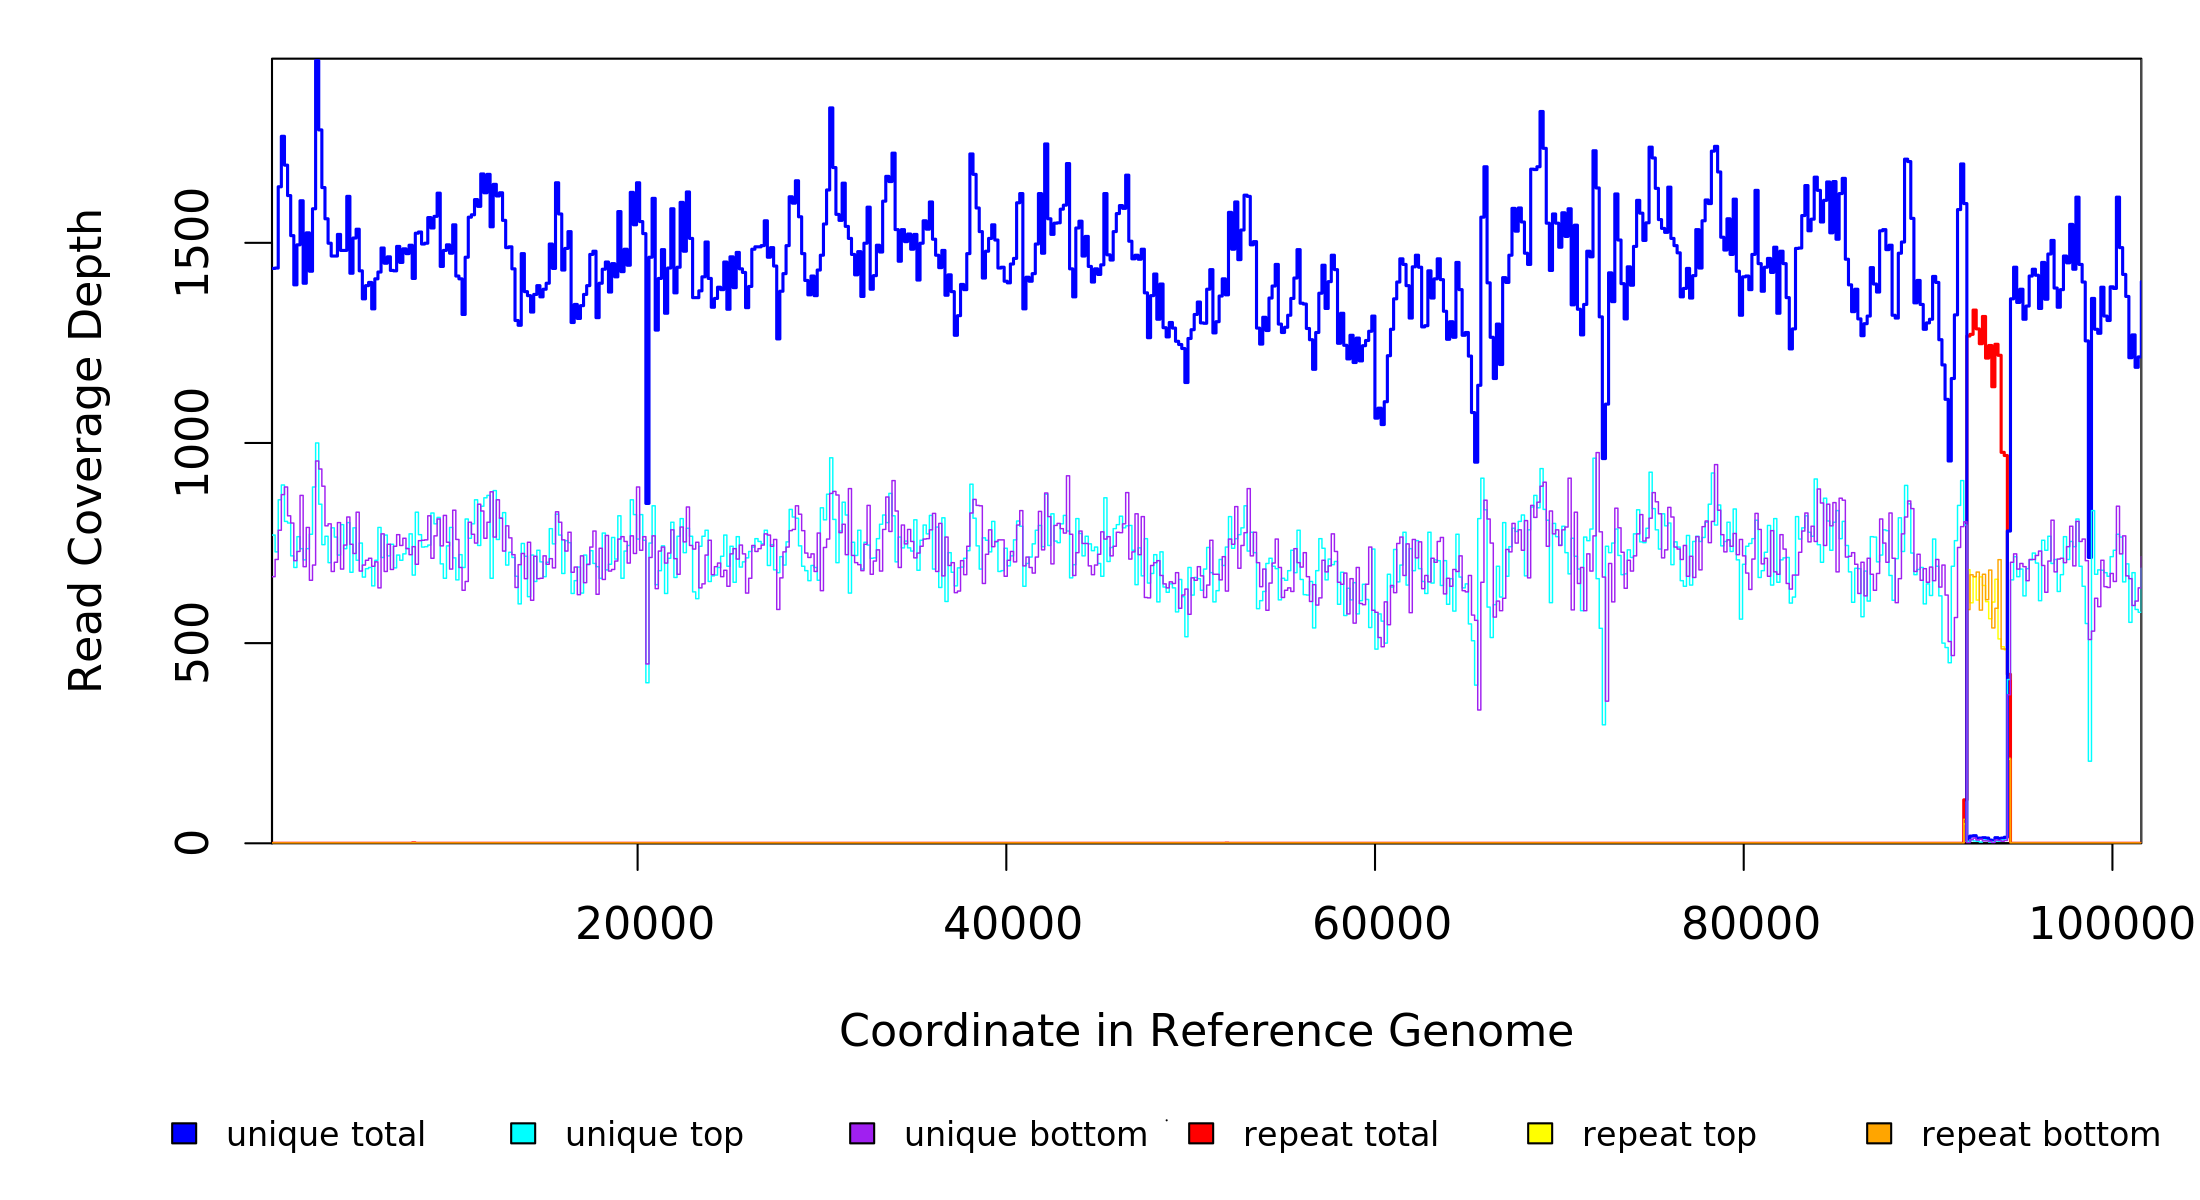 Read Coverage Depth
1500
1000
500
0
20000 40000 60000 80000 100000
Coordinate in Reference Genome
unique total unique top unique bottom repeat total repeat top repeat bottom